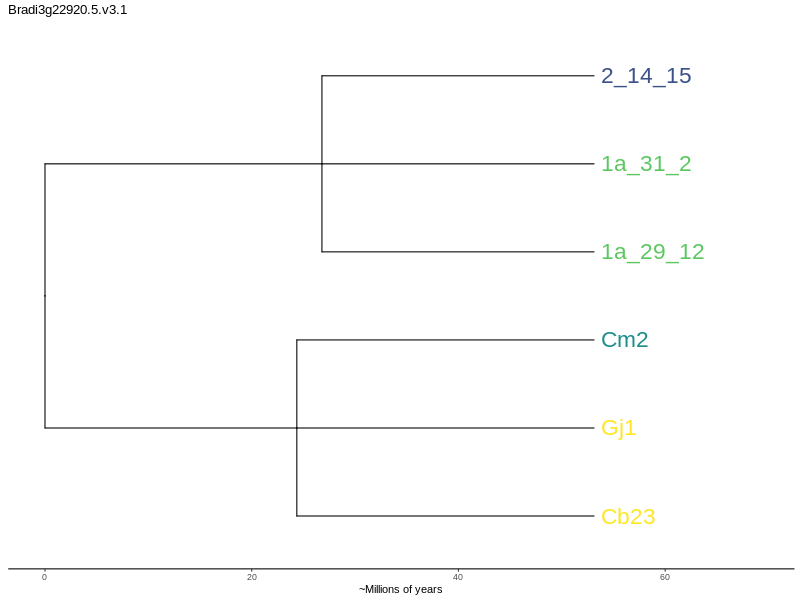 Bradi3g22920.5.v3.1
2_14_15
1a_31_2
1a_29_12
Cm2
Gj1
Cb23
0 20 40 60
~Millions of years